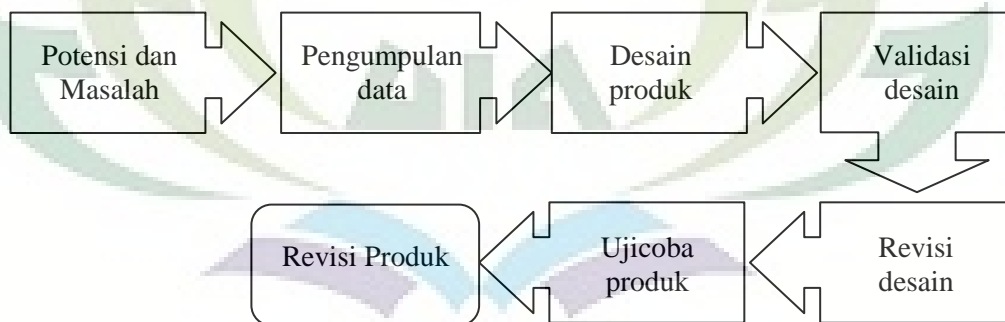 Potensi dan
Masalah
Pengumpulan
data
Desain
produk
Validasi
desain
Revisi
desain
Ujicoba
produk
Revisi Produk